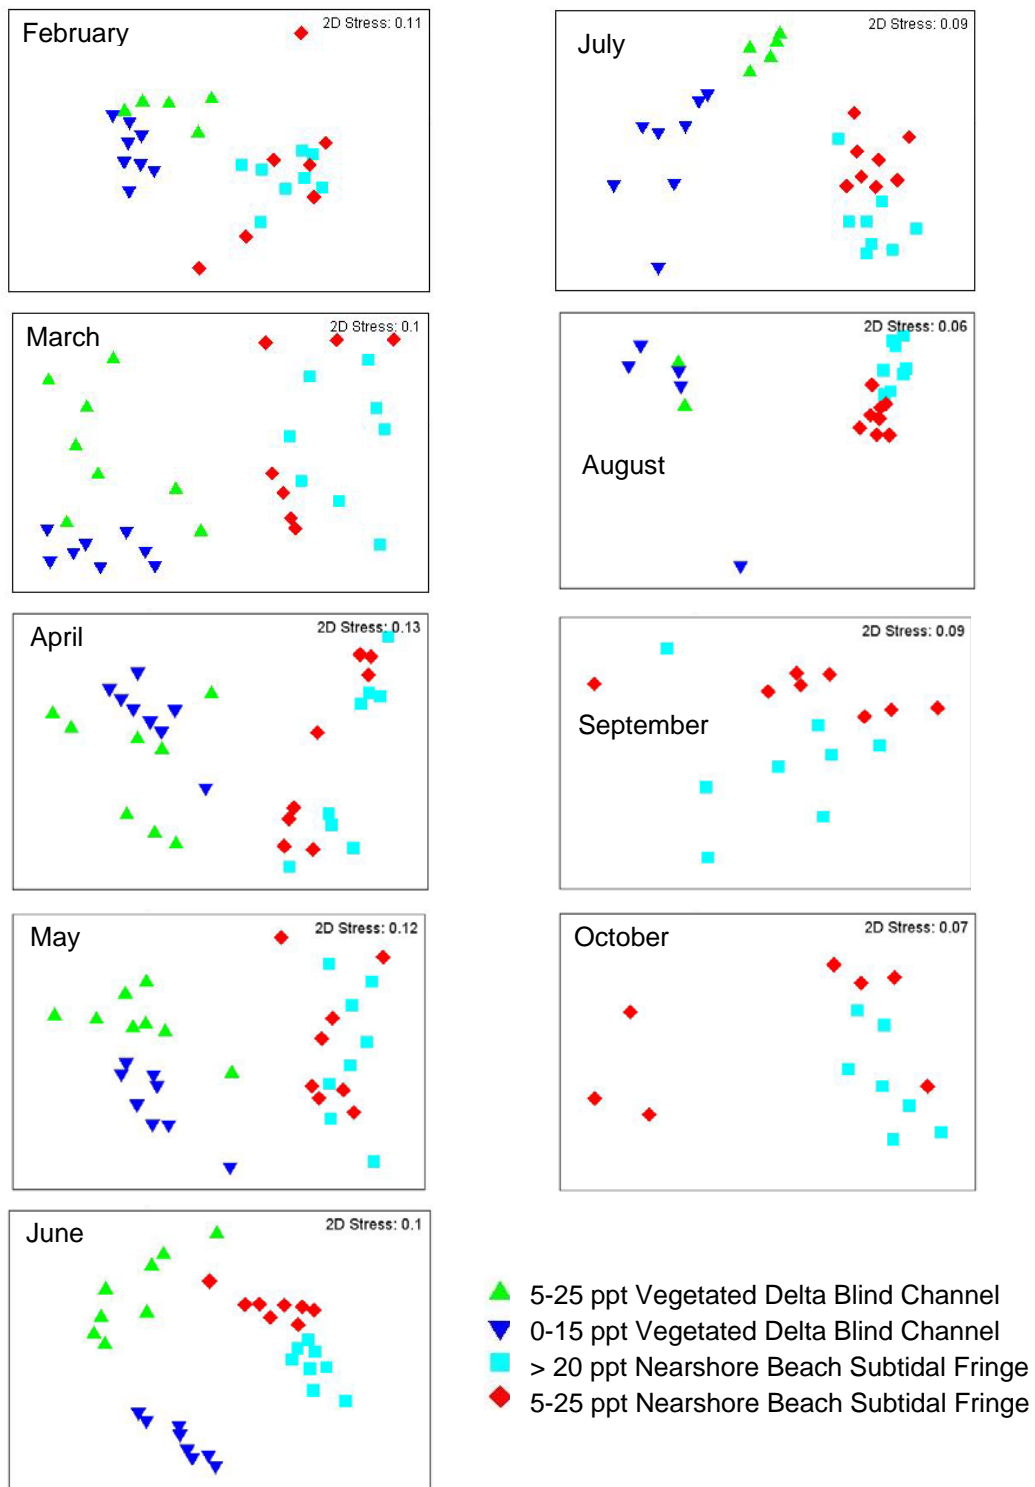 February
2D Stress: 0.11
March
2D Stress: 0.1
April
2D Stress: 0.13
May
2D Stress: 0.12
June
2D Stress: 0.1
July
2D Stress: 0.09
August
2D Stress: 0.06
September
2D Stress: 0.09
October
2D Stress: 0.07
5-25 ppt Vegetated Delta Blind Channel
0-15 ppt Vegetated Delta Blind Channel
> 20 ppt Nearshore Beach Subtidal Fringe
5-25 ppt Nearshore Beach Subtidal Fringe